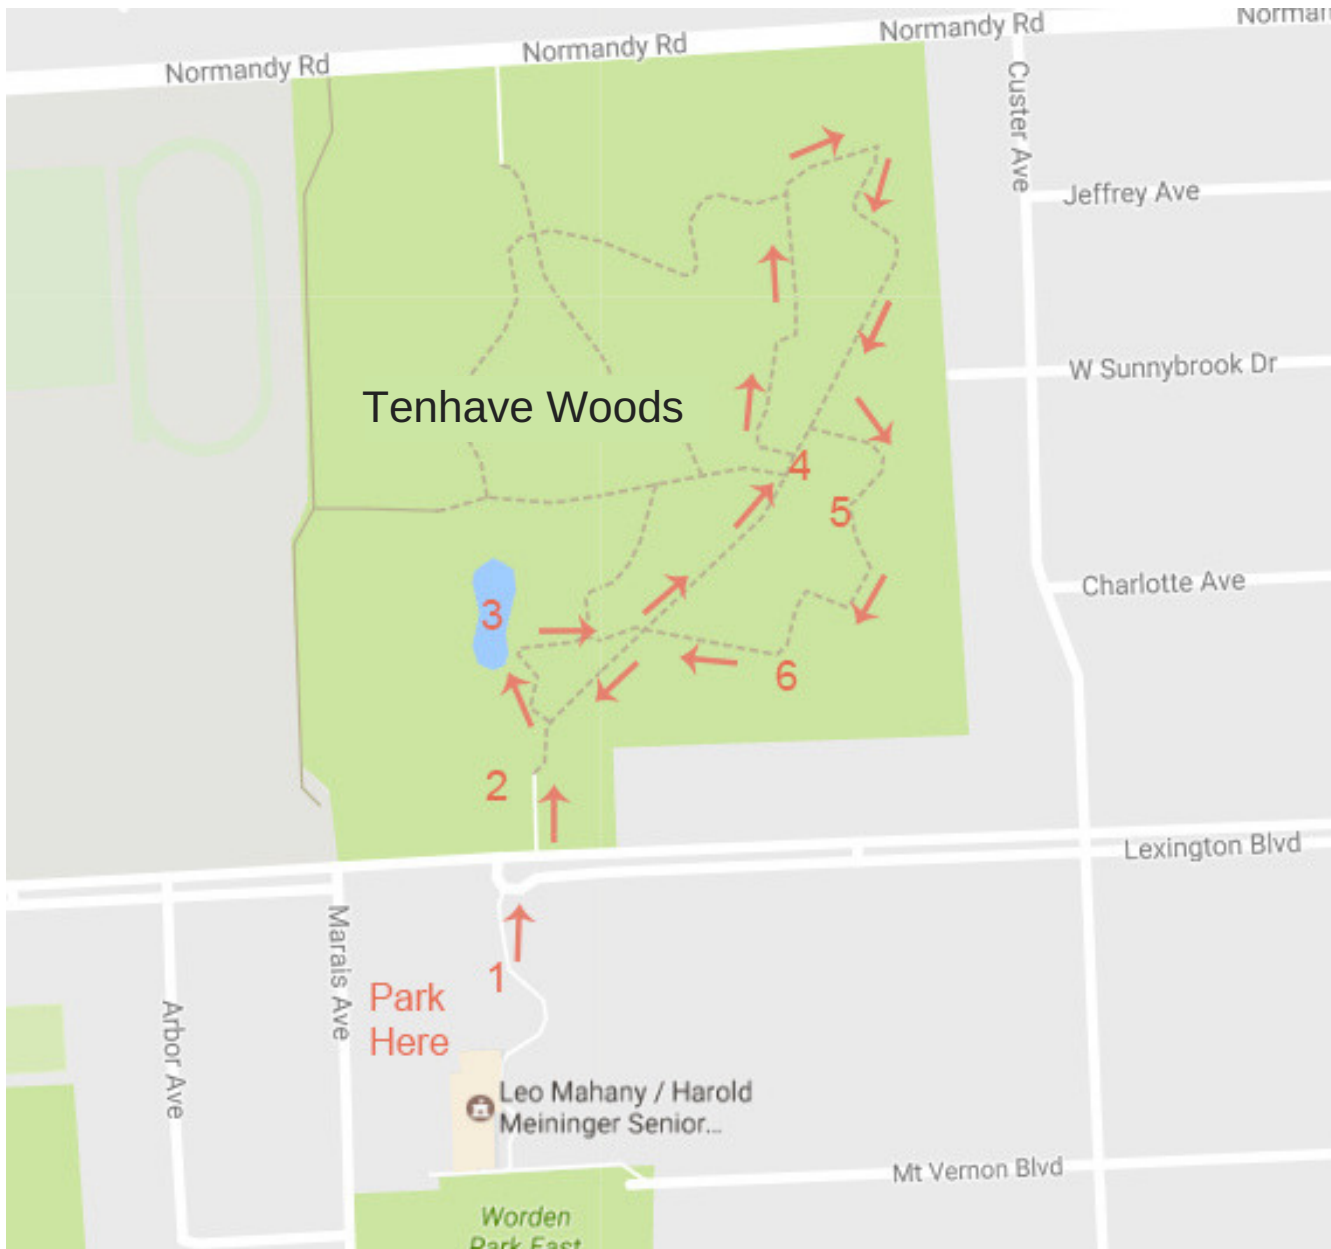 Normandy Rd
Normandy Rd
Normandy Rd
Custer Ave
Jeffrey Ave
W Sunnybrook Dr
Tenhave Woods
4
5
Charlotte Ave
3
6
2
Lexington Blvd
Marais Ave
1
Park
Here
Arbor Ave
Leo Mahany / Harold
Meininger Senior...
Mt Vernon Blvd
Worden
Park East